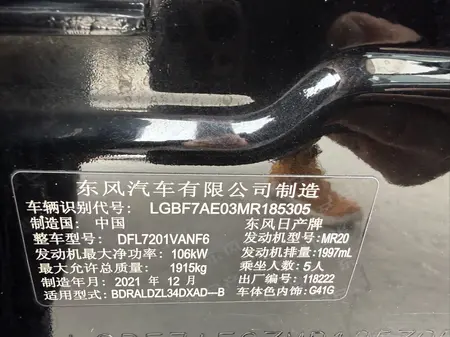 东风汽车有限公司制造
车辆识别代号: LGBF7AE03MR185305
制造国: 中国 东风日产牌
整车型号: DFL7201VANF6 发动机型号: MR20
发动机最大净功率: 106kW 发动机排量: 1997mL
最大允许总质量: 1915kg 乘坐人数: 5人
制造年月: 2021 年 12 月 出厂编号: 118222
适用型式: BDRALDZL34DXAD—B 车体色内饰: G41G